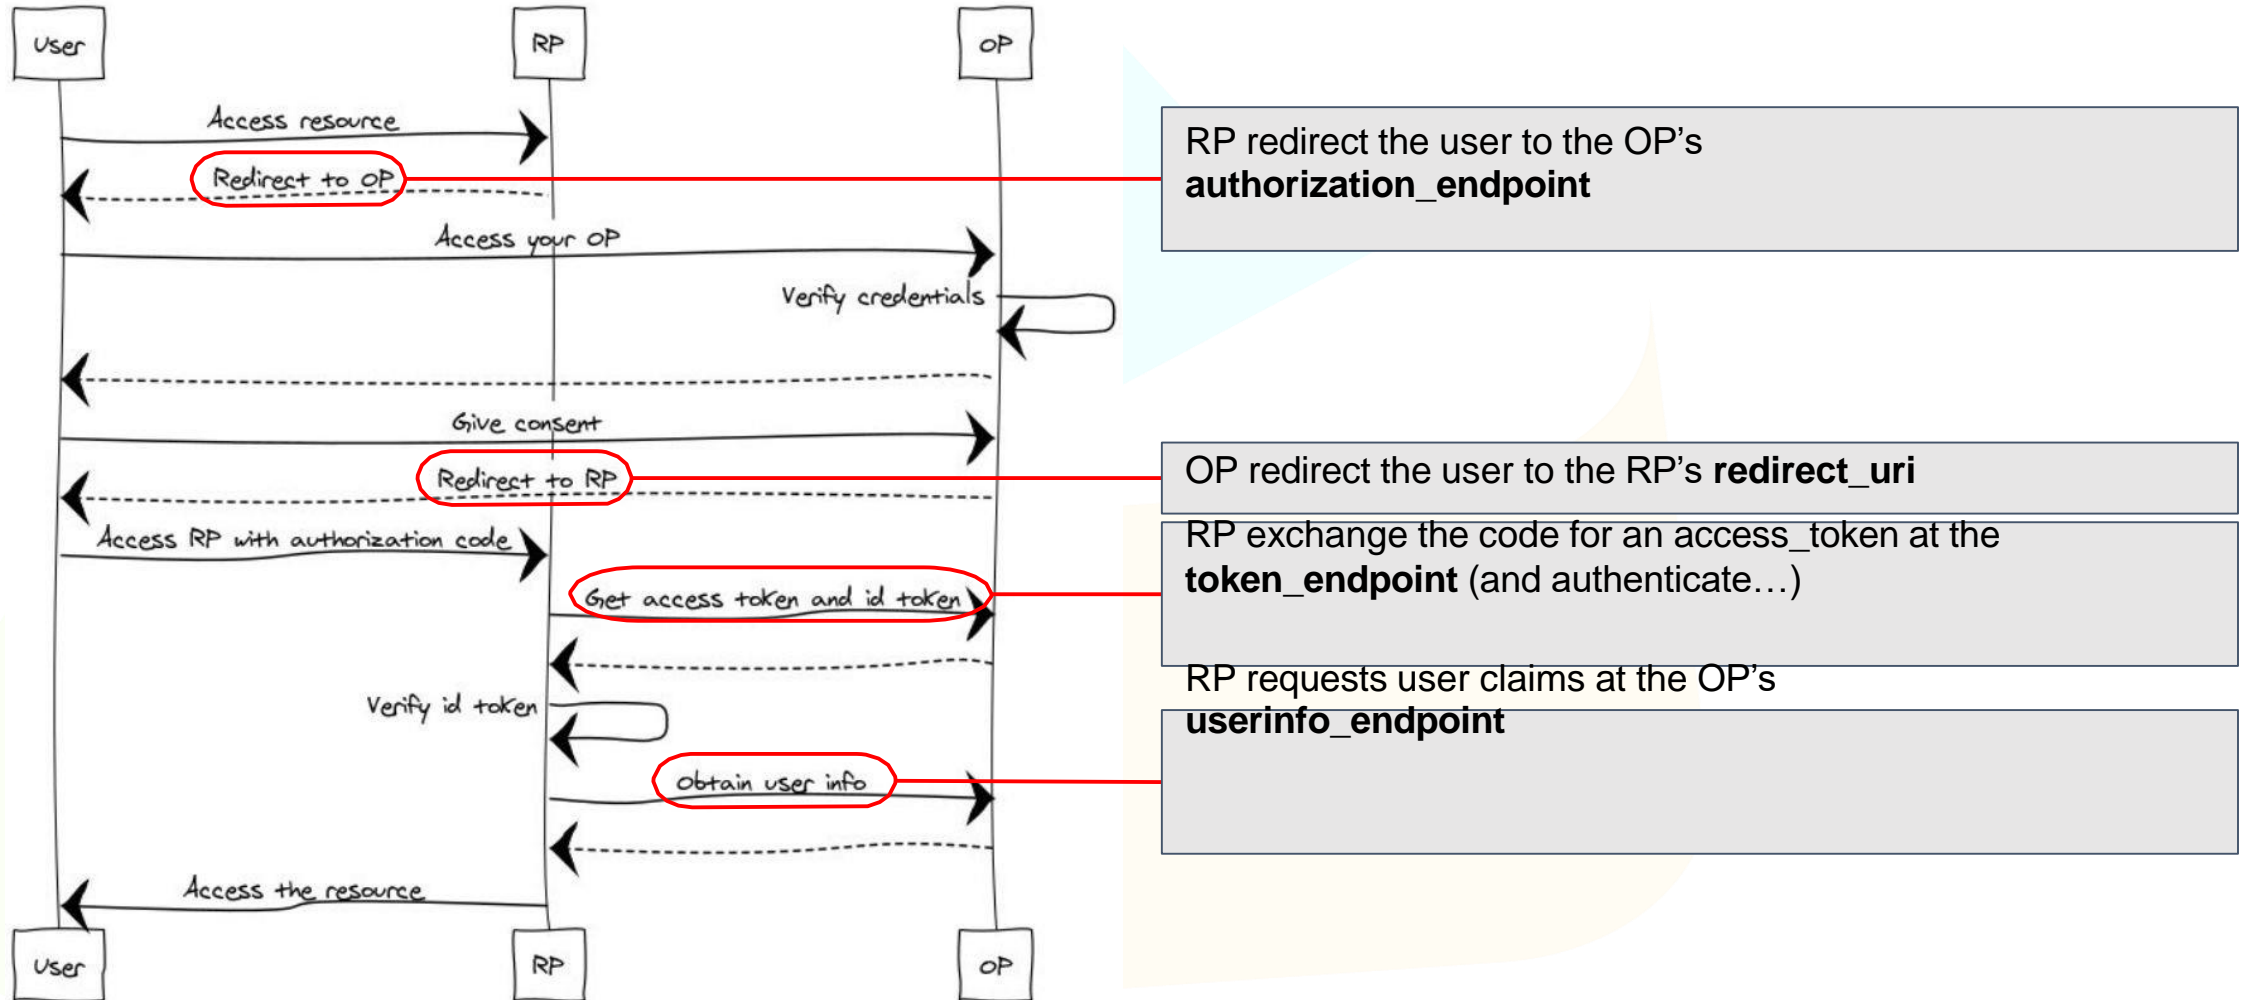 User
RP
OP
Access resource
Redirect to OP
RP redirect the user to the OP’s
authorization_endpoint
Access your OP
Verify credentials
Give consent
Redirect to RP
OP redirect the user to the RP’s redirect_uri
Access RP with authorization code
RP exchange the code for an access_token at the
token_endpoint (and authenticate…)
Get access token and id token
Verify id token
RP requests user claims at the OP’s
userinfo_endpoint
Obtain user info
Access the resource
User
RP
OP